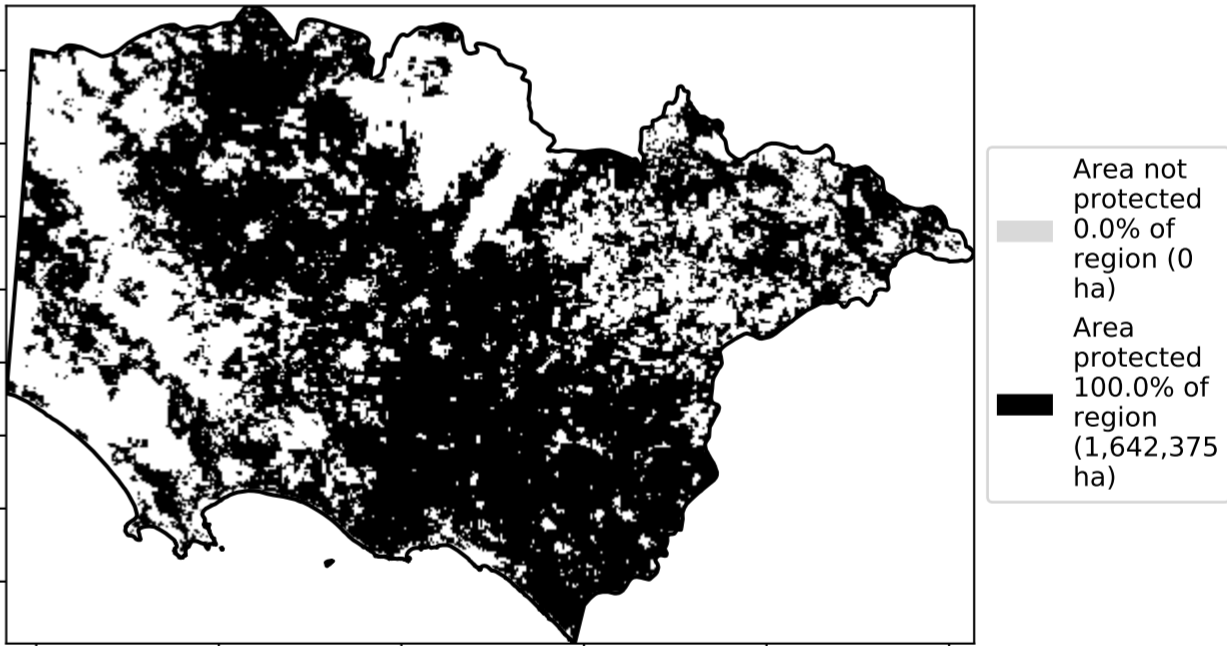 Area not
protected
0.0% of
region (0
ha)
Area
protected
100.0% of
region
(1,642,375
ha)